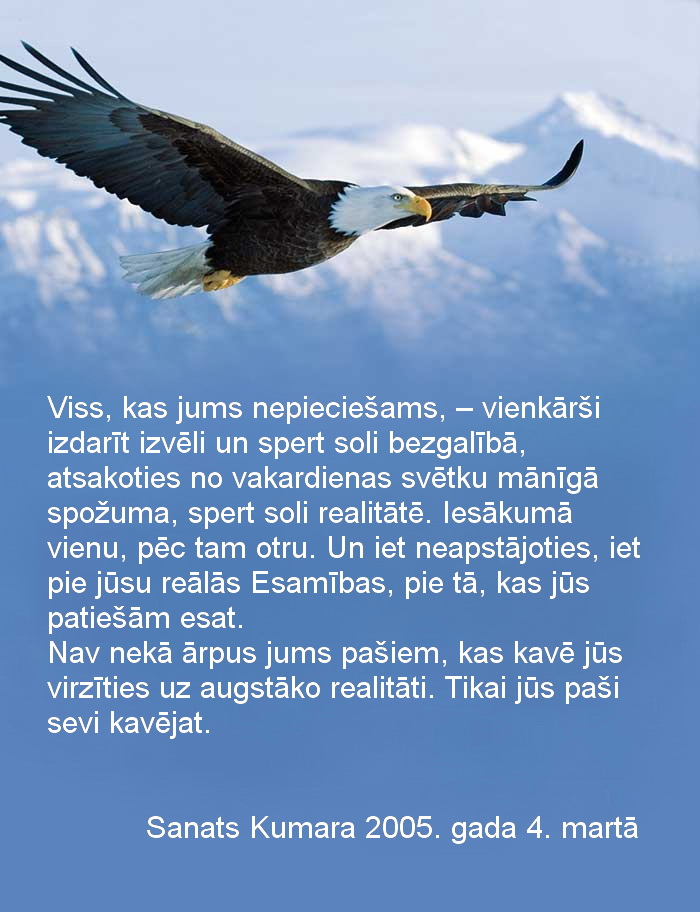 Viss, kas jums nepieciešams, – vienkārši
izdarīt izvēli un spert soli bezgalībā,
atsakoties no vakardienas svētku mānīgā
spožuma, spert soli realitātē. Iesākumā
vienu, pēc tam otru. Un iet neapstājoties, iet
pie jūsu reālās Esamības, pie tā, kas jūs
patiešām esat.
Nav nekā ārpus jums pašiem, kas kavē jūs
virzīties uz augstāko realitāti. Tikai jūs paši
sevi kavējat.
Sanats Kumara 2005. gada 4. martā